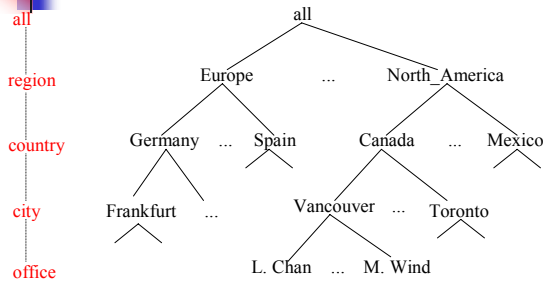 all all
region Europe ... North_America
country Germany ... Spain Canada ... Mexico
city Frankfurt ... Vancouver ... Toronto
office L. Chan ... M. Wind